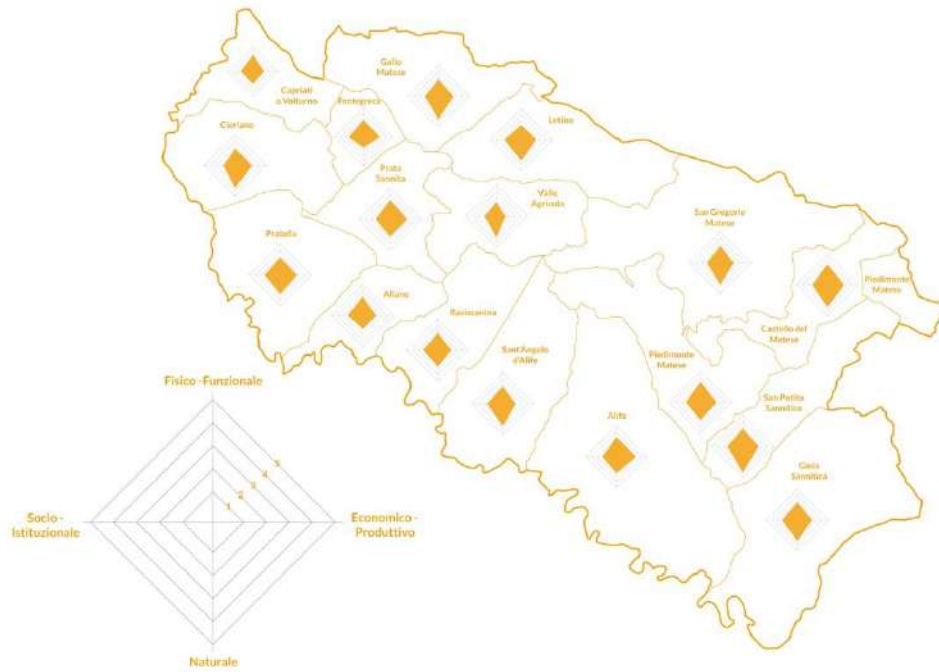 Gallo
Matese
Capriati
a Volturno
Fontegreca
Ciorlano
Letino
Prata
Sannita
Valle
Agricola
San Gregorio
Matese
Pratella
Piedimonte
Matese
Ailano
Raviscanina
Castello del
Matese
Sant'Angelo
d'Alife
Piedimonte
Matese
San Potito
Sannitico
Alife
Gioia
Sannitica
Fisico -Funzionale
5
4
3
2
1
Socio -
Istituzionale
Economico -
Produttivo
Naturale